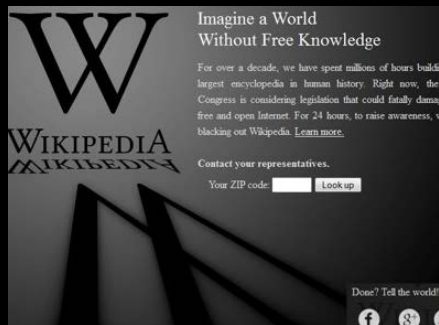 Imagine a World
Without Free Knowledge
For over a decade, we have spent millions of hours
largest encyclopedia in human history. Right now, the
Congress is considering legislation that could fatally
free and open Internet. For 24 hours, to raise awareness,
blacking out Wikipedia. Learn more.
WIKIPEDIA
Contact your representatives.
Your ZIP code: Look up
Done? Tell the world!